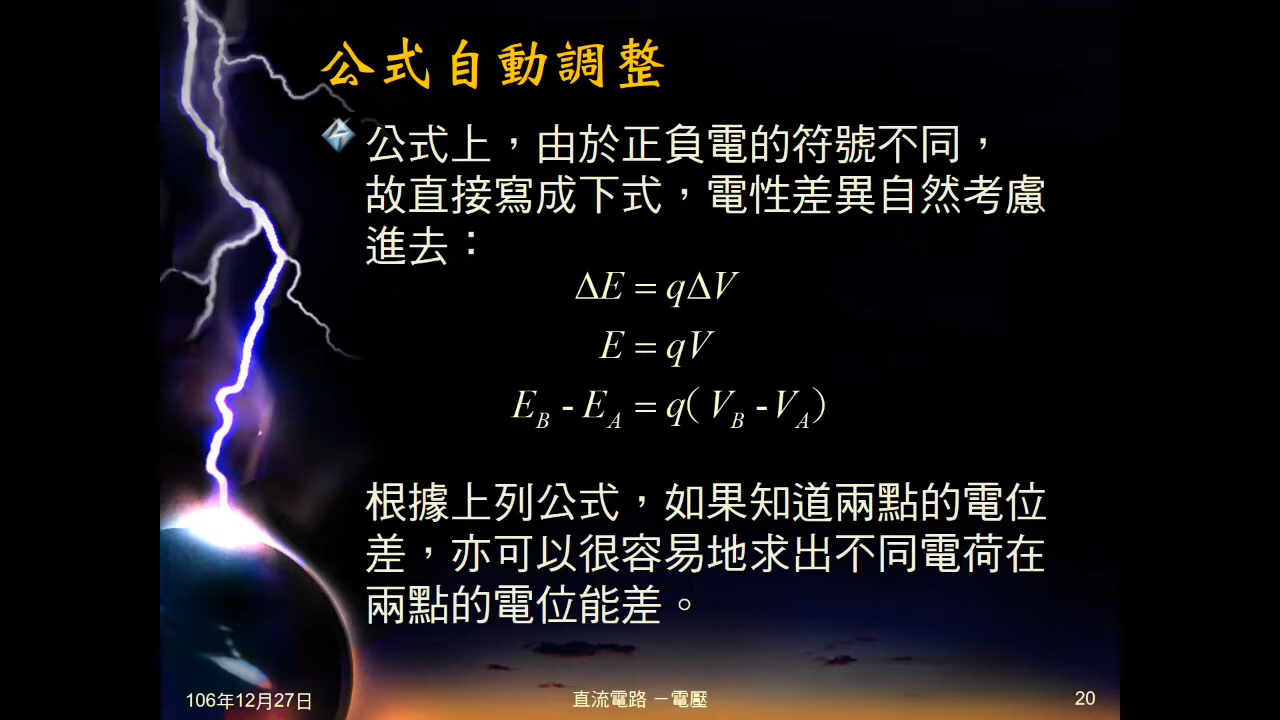 公式自動調整
公式上，由於正負電的符號不同，
故直接寫成下式，電性差異自然考慮
進去：
ΔE = qΔV
E = qV
E_B - E_A = q( V_B - V_A )
根據上列公式，如果知道兩點的電位
差，亦可以很容易地求出不同電荷在
兩點的電位能差。
106年12月27日
直流電路 －電壓
20